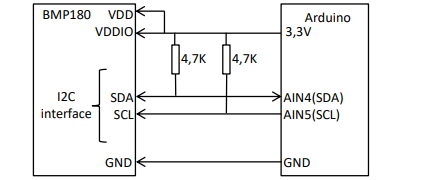 BMP180 VDD Arduino
VDDIO 3,3V
4,7K 4,7K
I2C
interface
SDA AIN4(SDA)
SCL AIN5(SCL)
GND GND